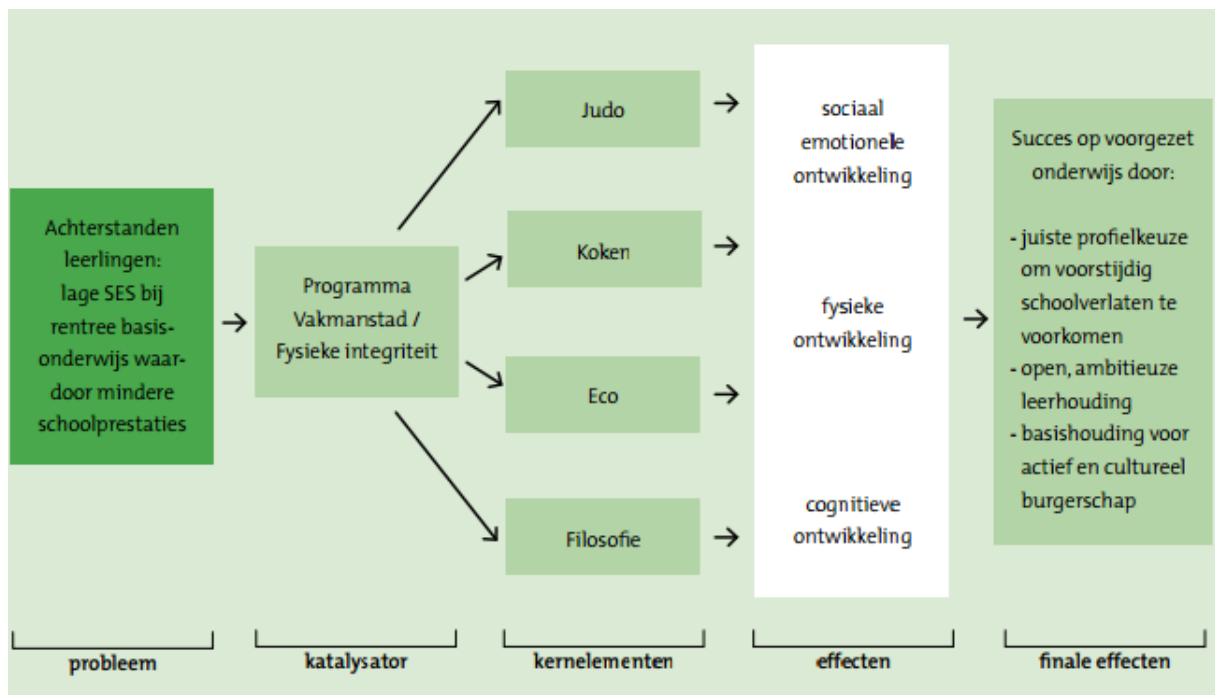 Achterstanden
leerlingen:
lage SES bij
rentree basis-
onderwijs waar-
door mindere
schoolprestaties
Programma
Vakmanstad /
Fysieke integriteit
Judo
Koken
Eco
Filosofie
sociaal
emotionele
ontwikkeling
fysieke
ontwikkeling
cognitieve
ontwikkeling
Succes op voorgezet
onderwijs door:
- juiste profielkeuze
om voorstijdig
schoolverlaten te
voorkomen
- open, ambitieuze
leerhouding
- basishouding voor
actief en cultureel
burgerschap
probleem
katalysator
kernelementen
effecten
finale effecten